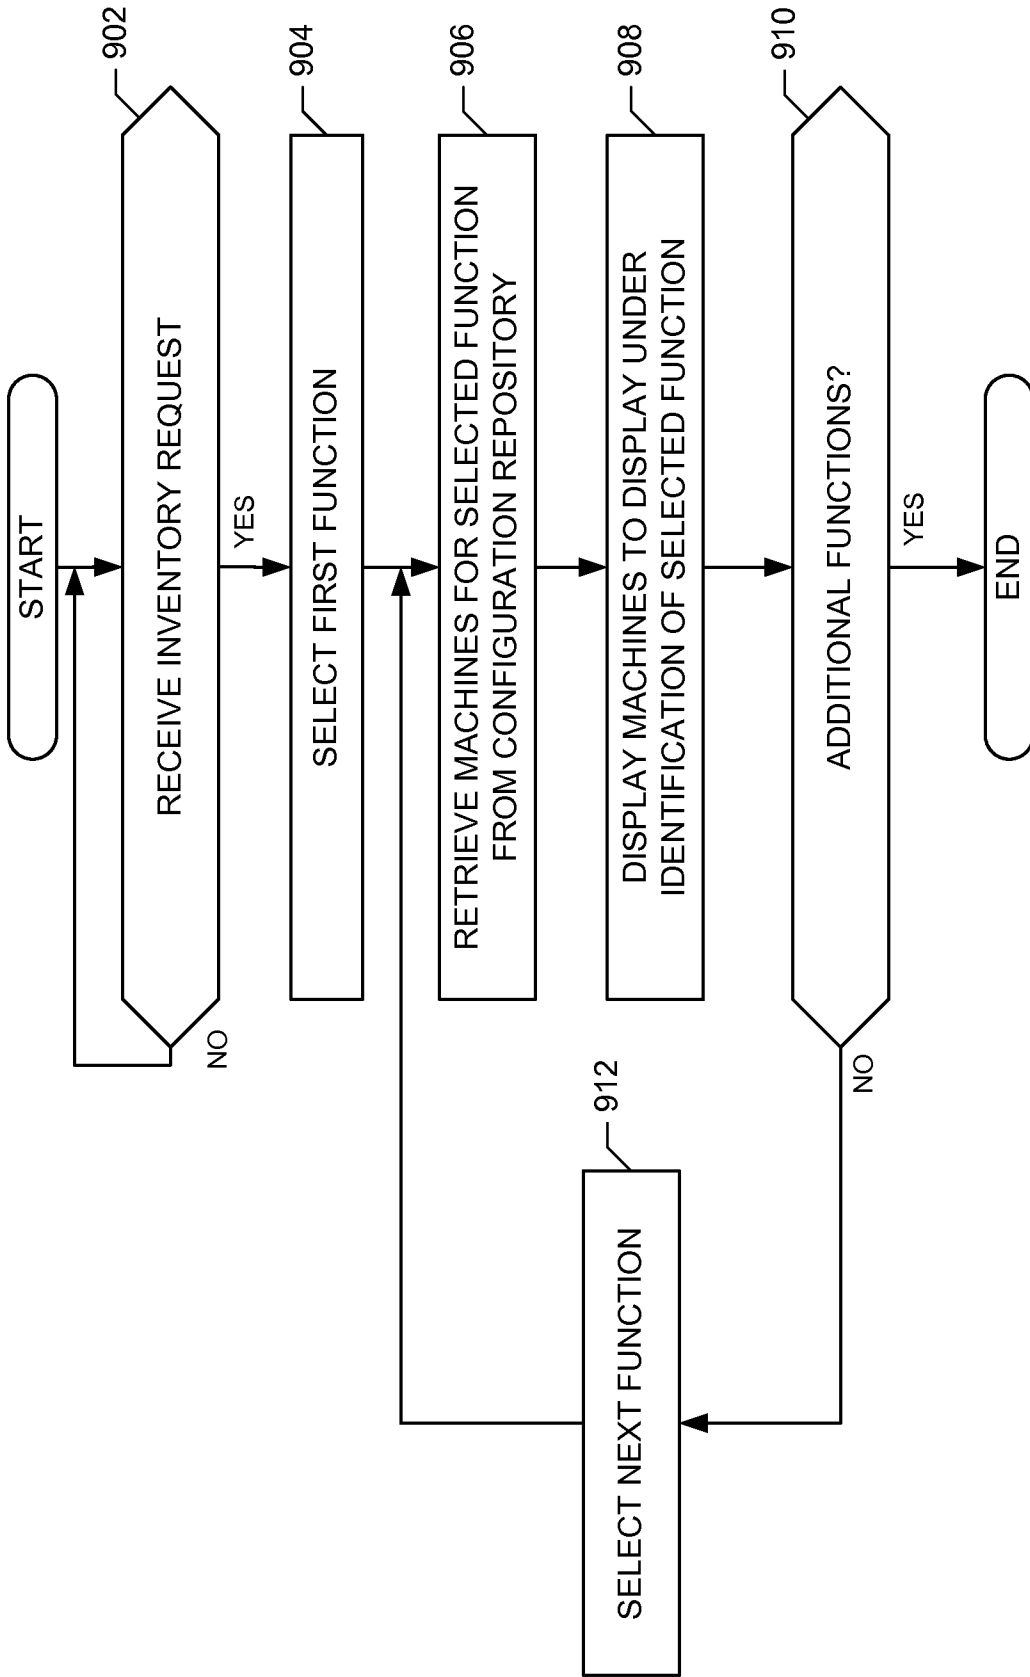 START
902
RECEIVE INVENTORY REQUEST
NO
YES
904
SELECT FIRST FUNCTION
906
RETRIEVE MACHINES FOR SELECTED FUNCTION
FROM CONFIGURATION REPOSITORY
908
DISPLAY MACHINES TO DISPLAY UNDER
IDENTIFICATION OF SELECTED FUNCTION
912
SELECT NEXT FUNCTION
910
ADDITIONAL FUNCTIONS?
NO
YES
END